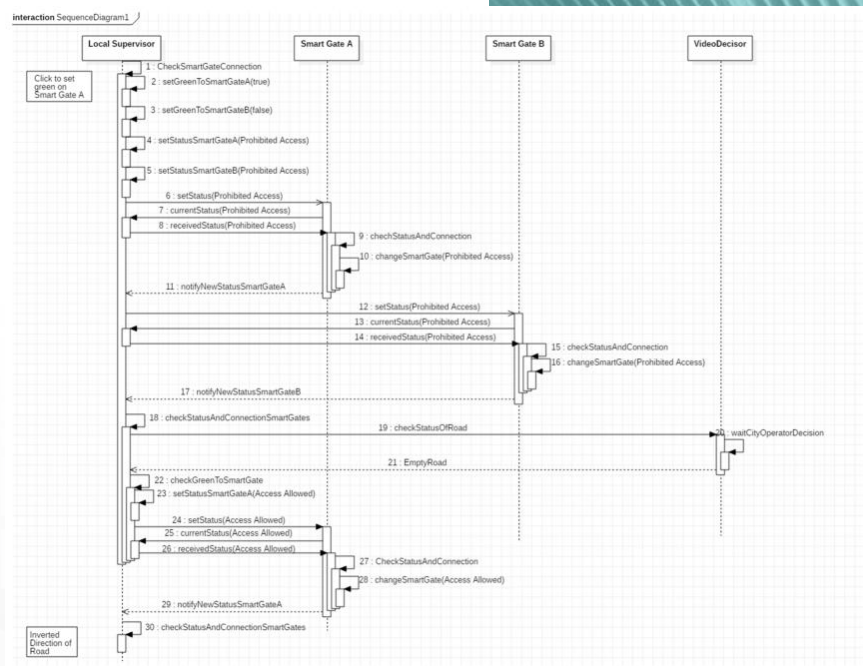 interaction SequenceDiagram1
Local Supervisor
Smart Gate A
Smart Gate B
VideoDecisor
Click to set
green on
Smart Gate A
1 : CheckSmartGateConnection
2 : setGreenToSmartGateA(true)
3 : setGreenToSmartGateB(false)
4 : setStatusSmartGateA(Prohibited Access)
5 : setStatusSmartGateB(Prohibited Access)
6 : setStatus(Prohibited Access)
7 : currentStatus(Prohibited Access)
8 : receivedStatus(Prohibited Access)
9 : chechStatusAndConnection
10 : changeSmartGate(Prohibited Access)
11 : notifyNewStatusSmartGateA
12 : setStatus(Prohibited Access)
13 : currentStatus(Prohibited Access)
14 : receivedStatus(Prohibited Access)
15 : checkStatusAndConnection
16 : changeSmartGate(Prohibited Access)
17 : notifyNewStatusSmartGateB
18 : checkStatusAndConnectionSmartGates
19 : checkStatusOfRoad
20 : waitCityOperatorDecision
21 : EmptyRoad
22 : checkGreenToSmartGate
23 : setStatusSmartGateA(Access Allowed)
24 : setStatus(Access Allowed)
25 : currentStatus(Access Allowed)
26 : receivedStatus(Access Allowed)
27 : CheckStatusAndConnection
28 : changeSmartGate(Access Allowed)
29 : notifyNewStatusSmartGateA
30 : checkStatusAndConnectionSmartGates
Inverted
Direction of
Road